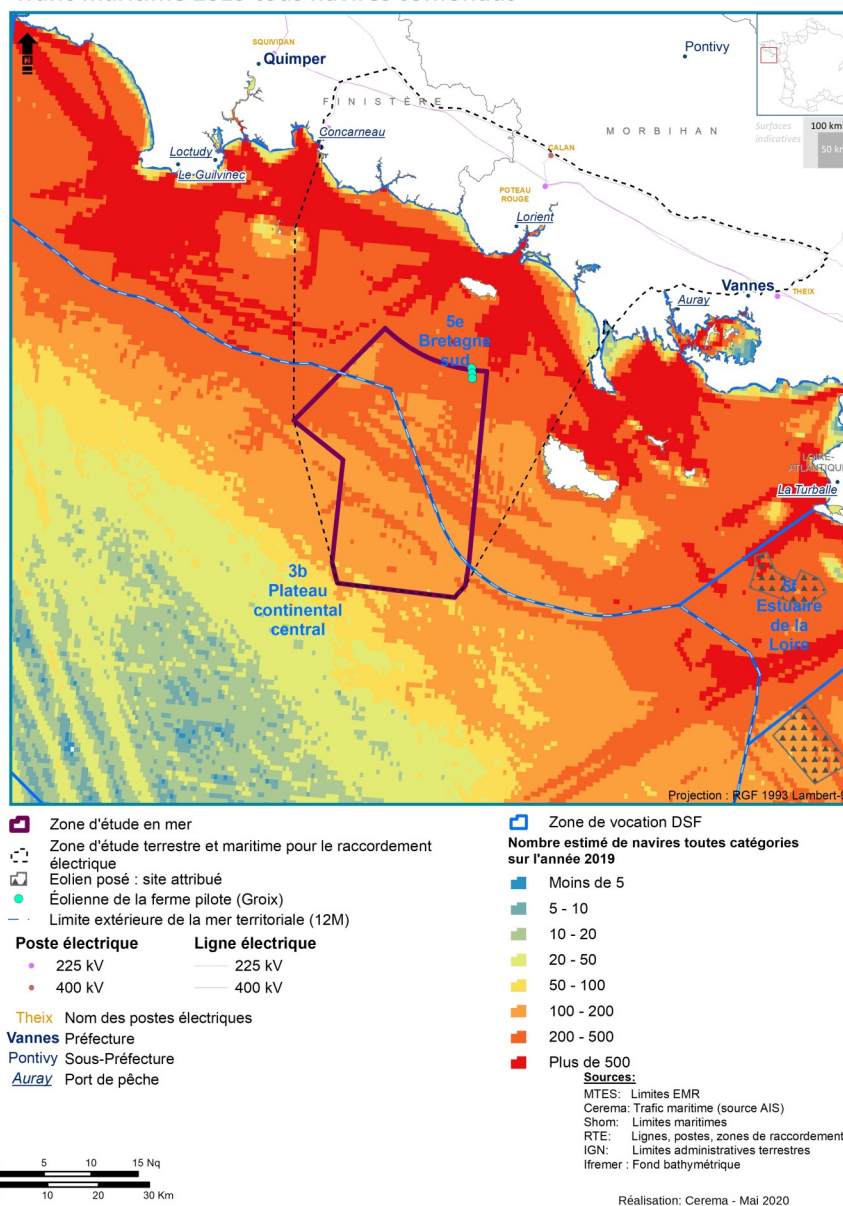 SQUIVIDAN
Quimper
Pontivy
FINISTÈRE
MORBIHAN
Surfaces
indicatives
100 km
50 km
Concarneau
Loctudy
Le Guilvinec
CALAN
POTEAU
ROUGE
Lorient
Vannes
THEIX
Auray
5e
Bretagne
sud
LOIRE-
ATLANTIQUE
La Turballe
3b
Plateau
continental
central
5f
Estuaire
de la
Loire
Projection : RGF 1993 Lambert-9
Zone d'étude en mer
Zone d'étude terrestre et maritime pour le raccordement
électrique
Eolien posé : site attribué
Éolienne de la ferme pilote (Groix)
Limite extérieure de la mer territoriale (12M)
Poste électrique
Ligne électrique
225 kV
225 kV
400 kV
400 kV
Theix Nom des postes électriques
Vannes Préfecture
Pontivy Sous-Préfecture
Auray Port de pêche
Zone de vocation DSF
Nombre estimé de navires toutes catégories
sur l'année 2019
Moins de 5
5 - 10
10 - 20
20 - 50
50 - 100
100 - 200
200 - 500
Plus de 500
Sources:
MTES: Limites EMR
Cerema: Trafic maritime (source AIS)
Shom: Limites maritimes
RTE: Lignes, postes, zones de raccordement
IGN: Limites administratives terrestres
Ifremer : Fond bathymétrique
5 10 15 Nq
10 20 30 Km
Réalisation: Cerema - Mai 2020